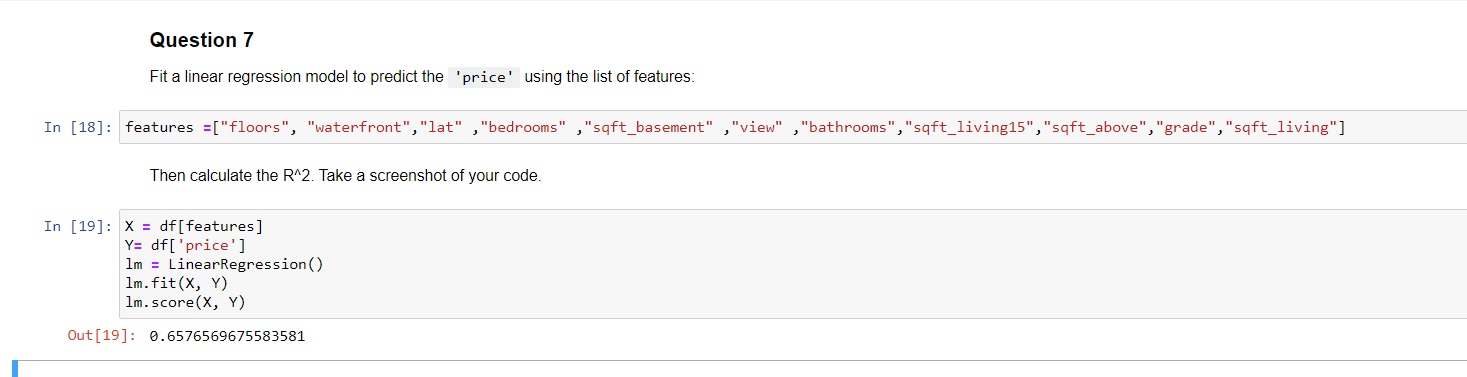 Question 7
Fit a linear regression model to predict the 'price' using the list of features:
In [18]: features =["floors", "waterfront","lat" ,"bedrooms" ,"sqft_basement" ,"view" ,"bathrooms","sqft_living15","sqft_above","grade","sqft_living"]
Then calculate the R^2. Take a screenshot of your code.
In [19]: X = df[features]
Y= df['price']
lm = LinearRegression()
lm.fit(X, Y)
lm.score(X, Y)
Out[19]: 0.6576569675583581